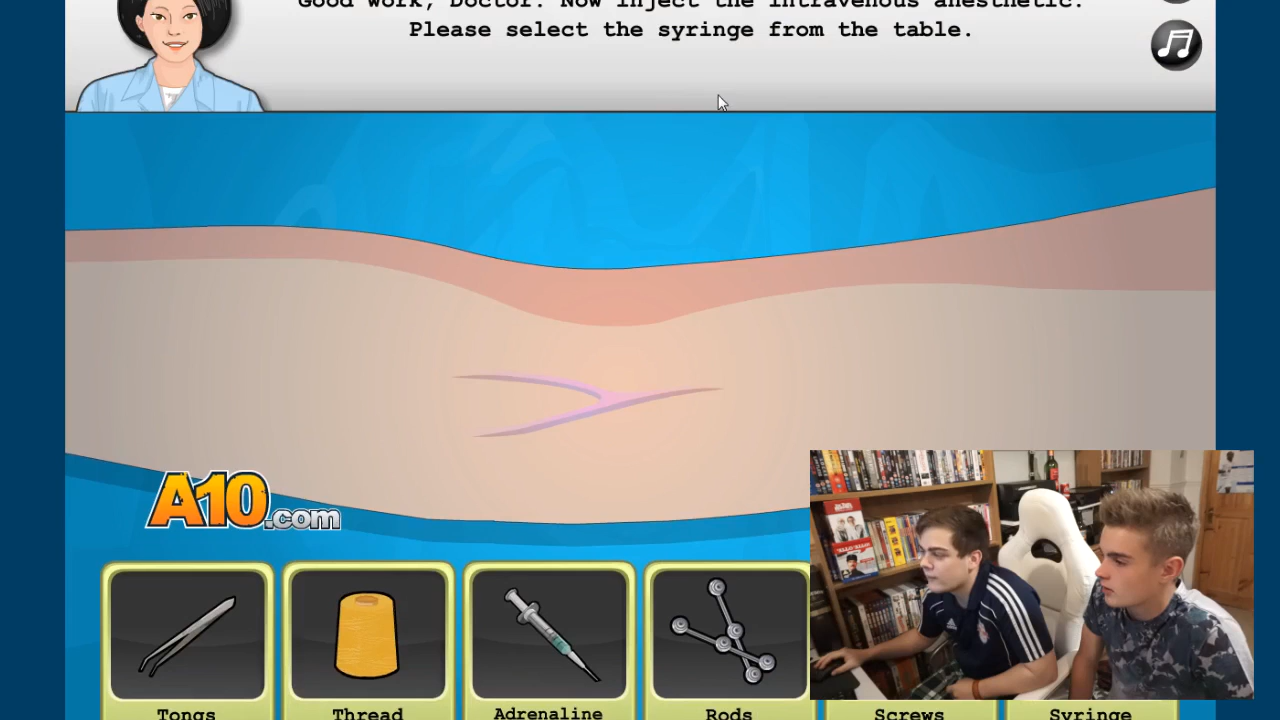 Good work, Doctor. Now inject the intravenous anesthetic.
Please select the syringe from the table.
A10.com
Tongs
Thread
Adrenaline
Rods
Screws
Syringe